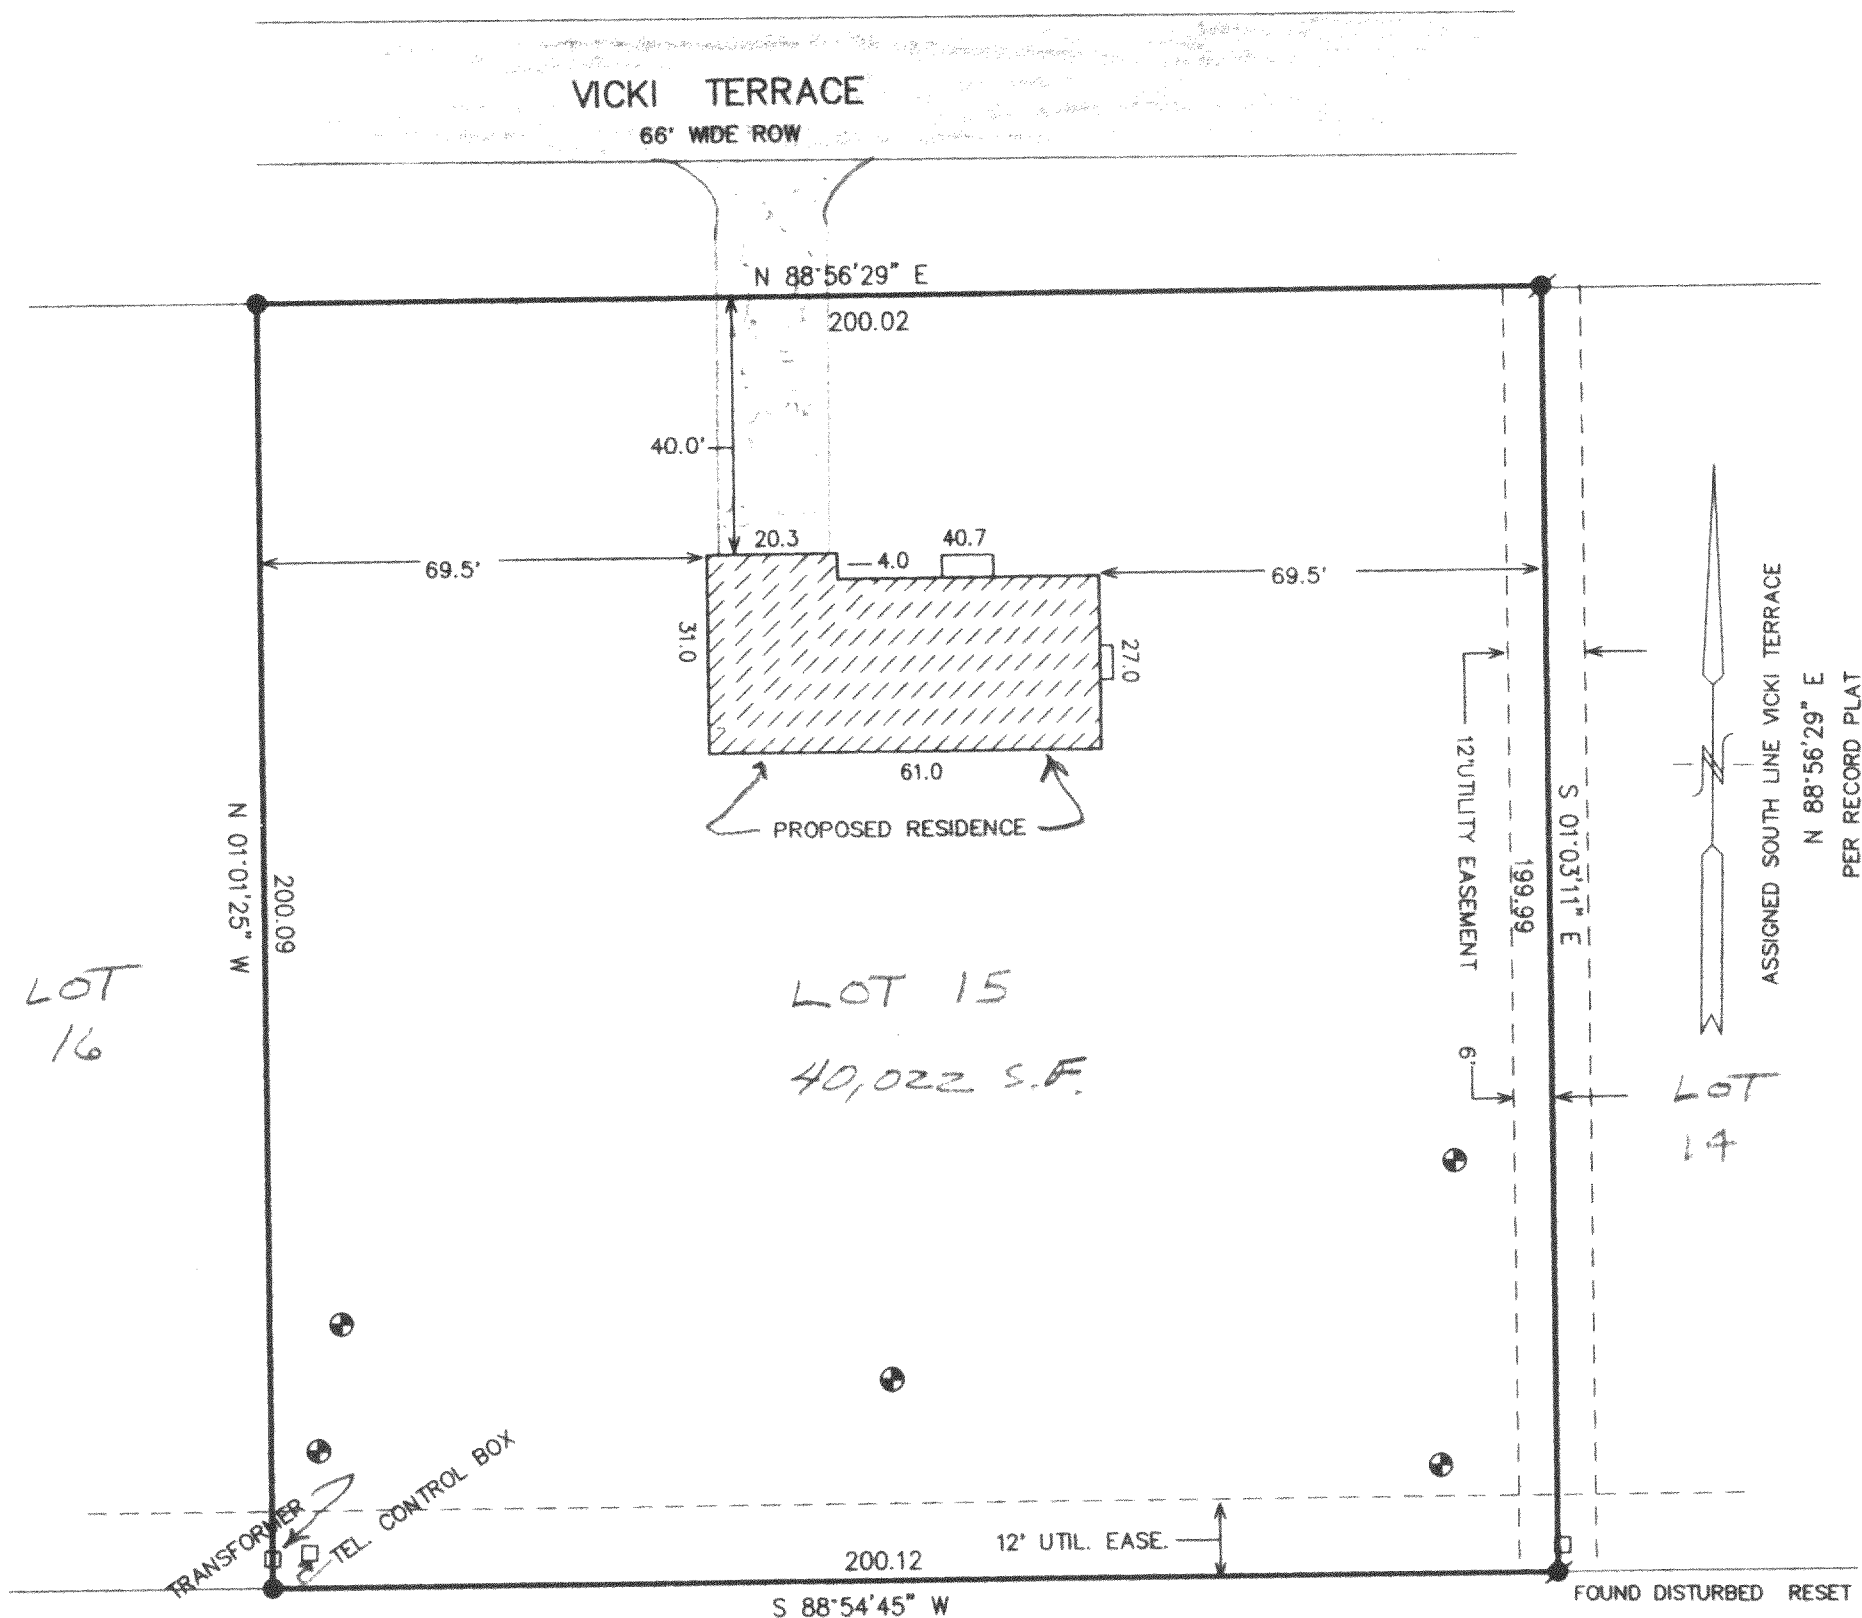 VICKI TERRACE
66' WIDE ROW
N 88°56'29" E
200.02
40.0'
20.3
4.0
40.7
69.5'
69.5'
31.0
27.0
61.0
PROPOSED RESIDENCE
12'UTILITY EASEMENT
6'
N 01°01'25" W
200.09
199.99
S 01°03'11" E
ASSIGNED SOUTH LINE VICKI TERRACE
N 88°56'29" E
PER RECORD PLAT
N
LOT
16
LOT 15
40,022 S.F.
LOT
14
TRANSFORMER
TEL. CONTROL BOX
12' UTIL. EASE.
200.12
S 88°54'45" W
FOUND DISTURBED RESET